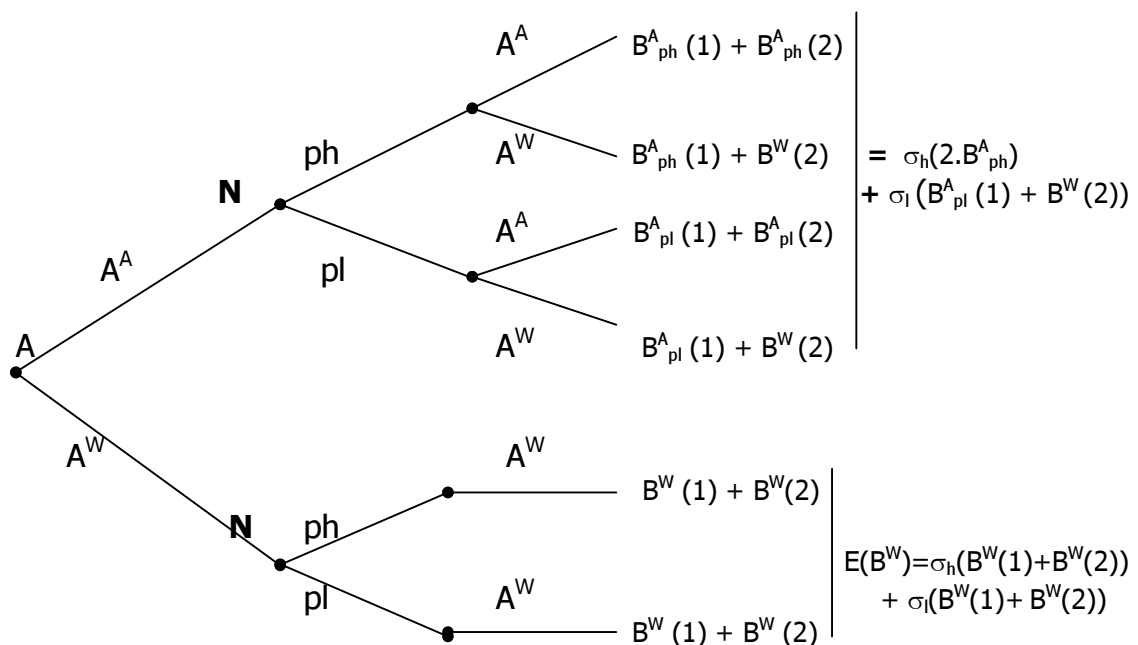 A^A
B^A_ph (1) + B^A_ph (2)
ph
A^W
B^A_ph (1) + B^W (2)
= σ_h(2.B^A_ph)
N
+ σ_l (B^A_pl (1) + B^W (2))
A^A
B^A_pl (1) + B^A_pl (2)
A^A
pl
A
A^W
B^A_pl (1) + B^W (2)
A^W
A^W
B^W (1) + B^W(2)
N
ph
E(B^W)=σ_h(B^W(1)+B^W(2))
pl
A^W
+ σ_l(B^W(1)+ B^W(2))
B^W (1) + B^W (2)